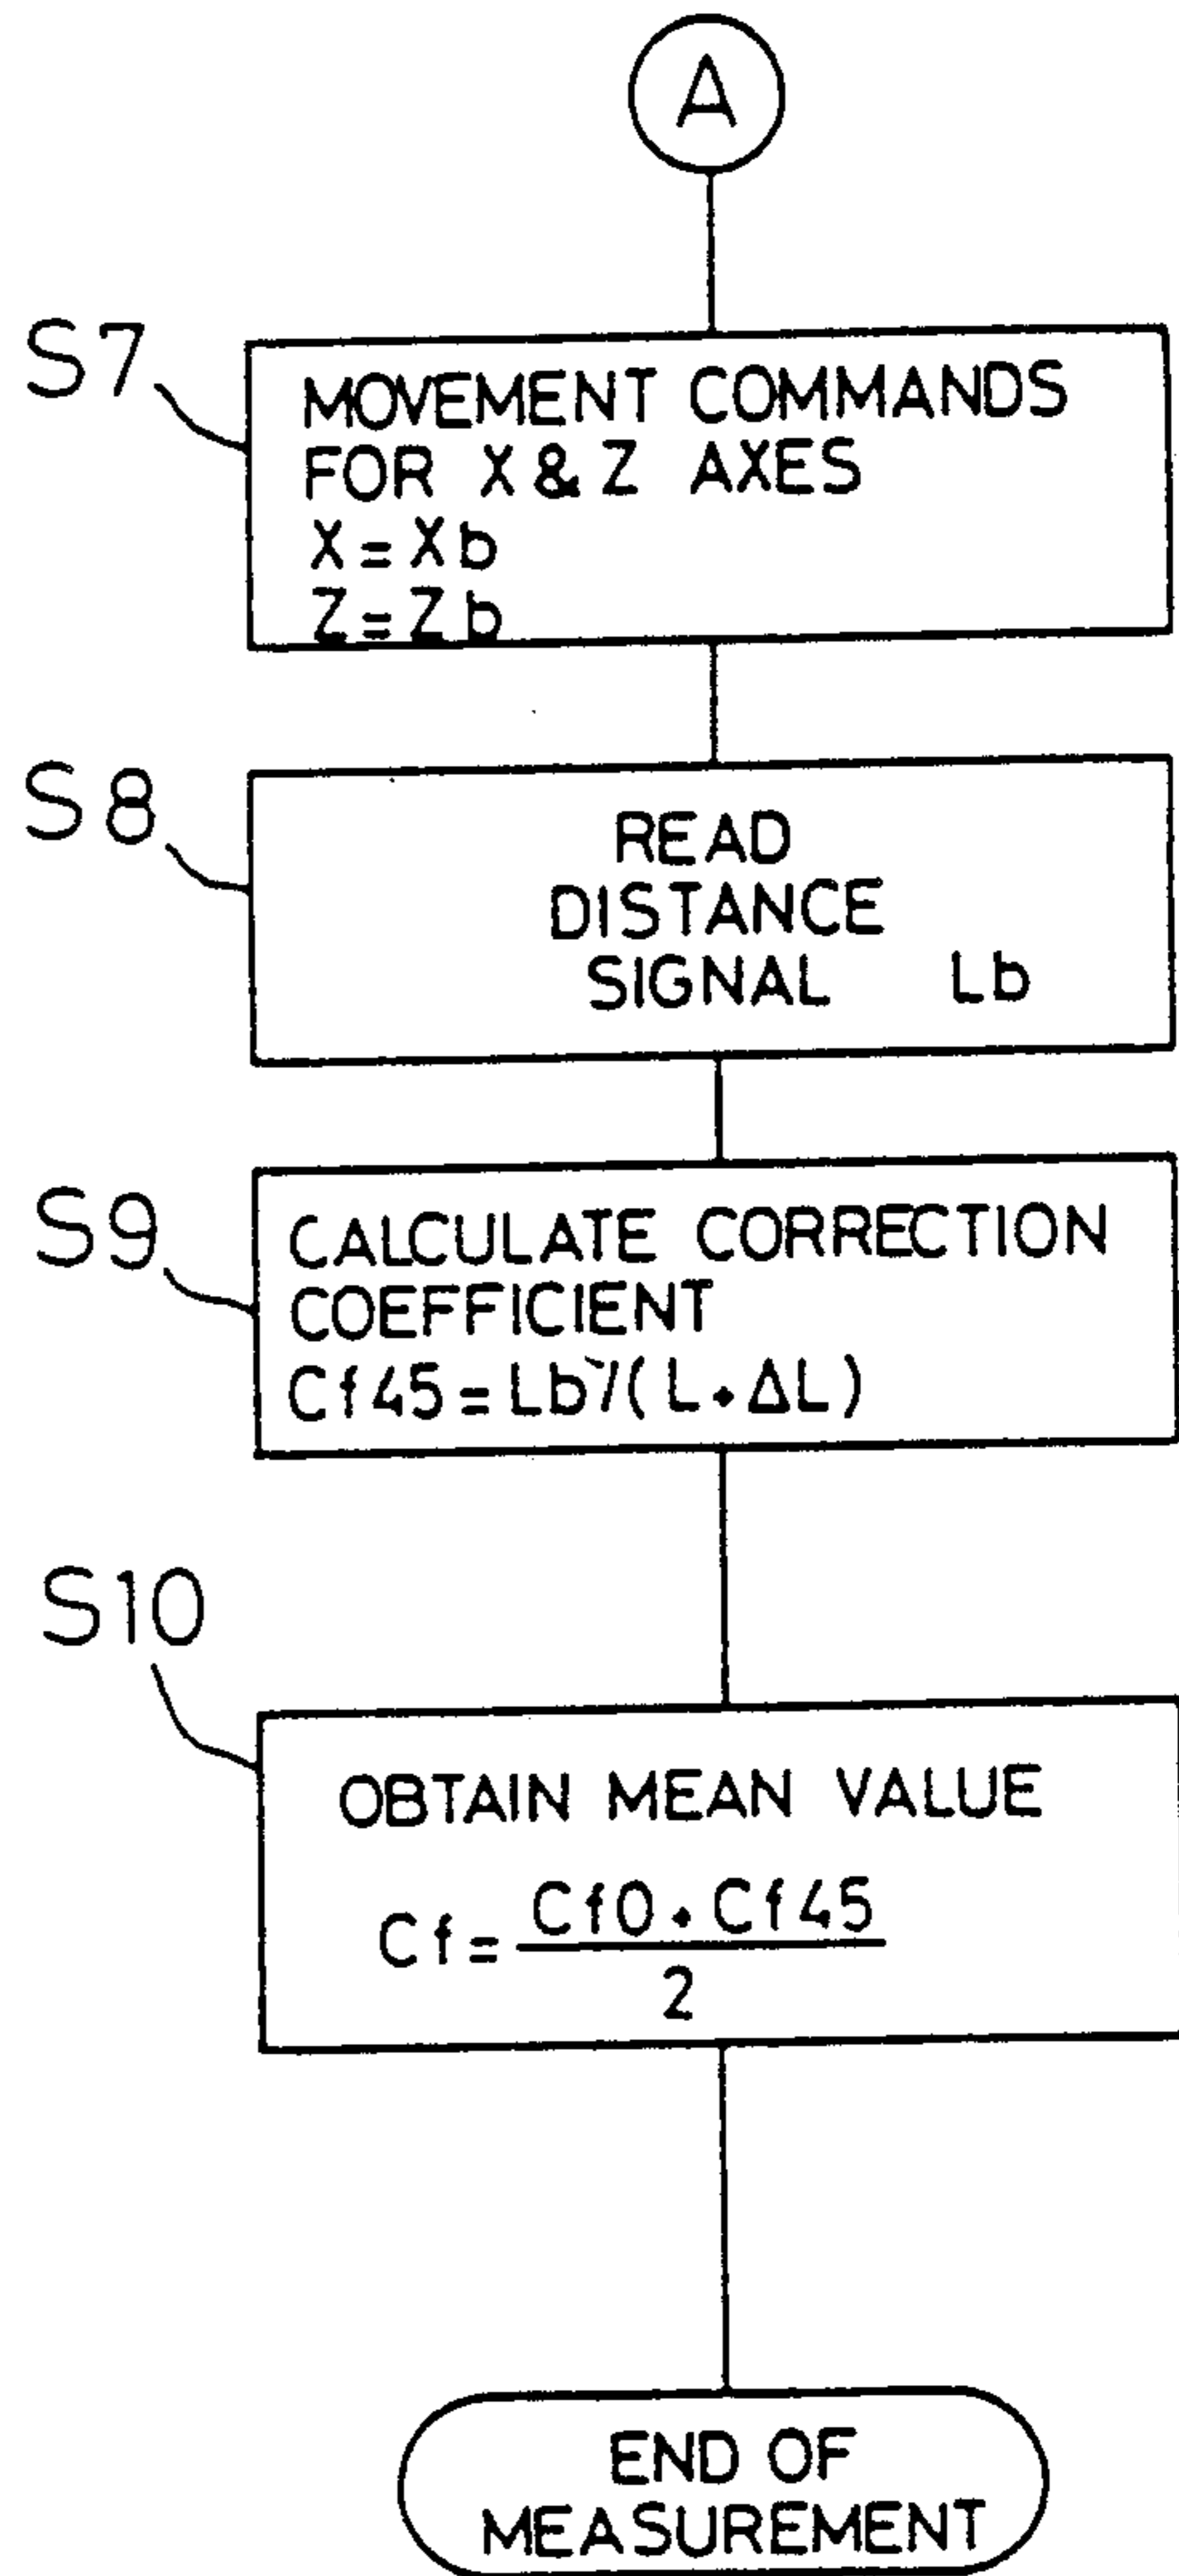 A
S7
MOVEMENT COMMANDS
FOR X & Z AXES
X = Xb
Z = Zb
S8
READ
DISTANCE
SIGNAL Lb
S9
CALCULATE CORRECTION
COEFFICIENT
Cf45 = Lb/(L+ΔL)
S10
OBTAIN MEAN VALUE
Cf = Cf0 + Cf45
2
END OF
MEASUREMENT